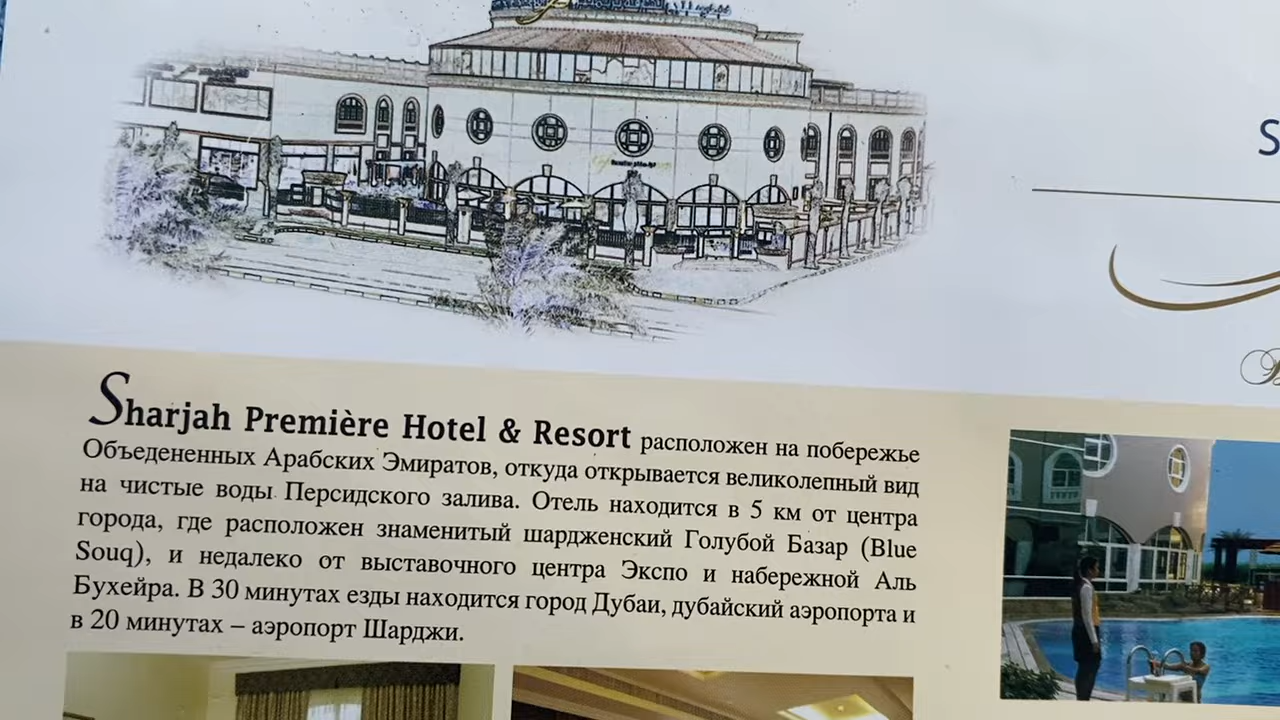 Sharjah Première Hotel & Resort расположен на побережье
Объедененных Арабских Эмиратов, откуда открывается великолепный вид
на чистые воды Персидского залива. Отель находится в 5 км от центра
города, где расположен знаменитый шардженский Голубой Базар (Blue
Souq), и недалеко от выставочного центра Экспо и набережной Аль
Бухейра. В 30 минутах езды находится город Дубаи, дубайский аэропорта и
в 20 минутах – аэропорт Шарджи.